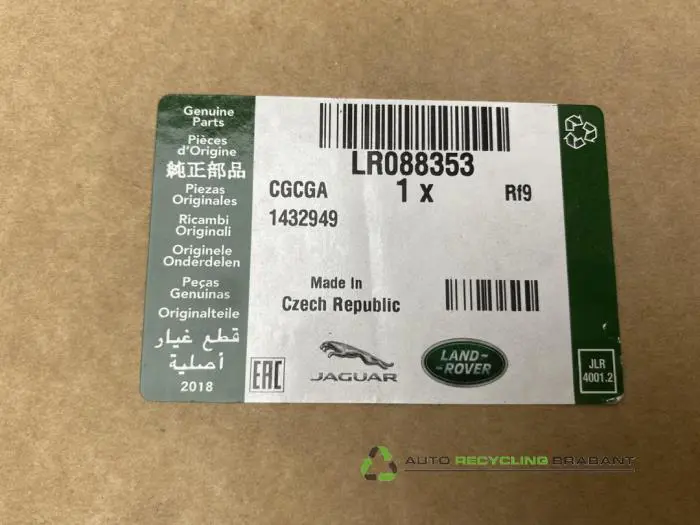 Genuine
Parts
Pièces
d'Origine
純正部品
Piezas
Originales
Ricambi
Originali
Originele
Onderdelen
Peças
Genuinas
Originalteile
قطع غيار
أصلية
2018
LR088353
CGCGA
1 x
Rf9
1432949
Made In
Czech Republic
EAC
JAGUAR
LAND-
-ROVER
JLR
4001.2
AUTO RECYCLING BRABANT